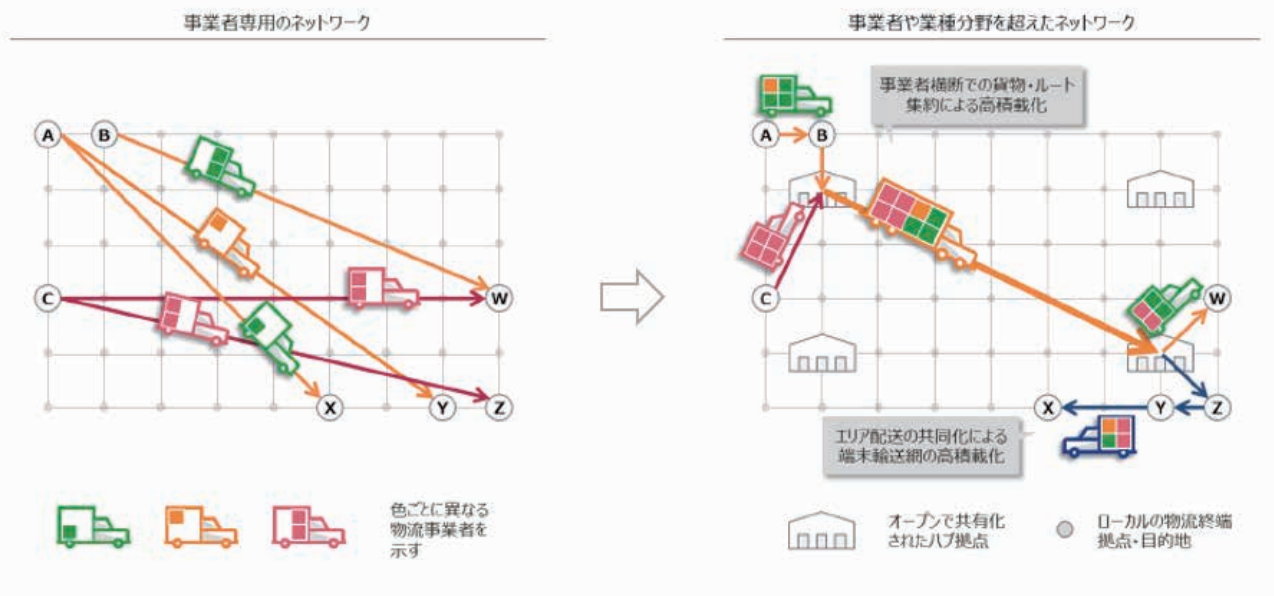 事業者専用のネットワーク
A
B
C
W
X
Y
Z
色ごとに異なる
物流事業者を
示す
事業者や業種分野を超えたネットワーク
事業者横断での貨物・ルート
集約による高積載化
A
B
C
W
X
Y
Z
エリア配送の共同化による
端末輸送網の高積載化
オープンで共有化
されたハブ拠点
ローカルの物流終端
拠点・目的地